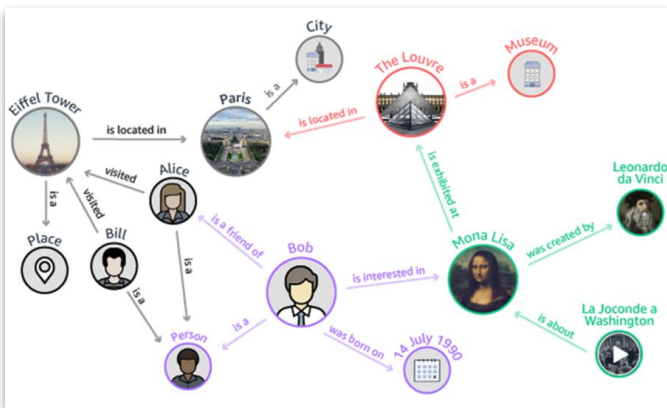 City
is a
Museum
is a
The Louvre
Eiffel Tower
Paris
is located in
is located in
visited
Alice
is exhibited at
Leonardo
da Vinci
is a
visited
was created by
Place
Bill
is a friend of
Bob
Mona Lisa
is a
is interested in
is a
La Joconde a
Washington
is about
Person
is a
was born on
14 July 1990